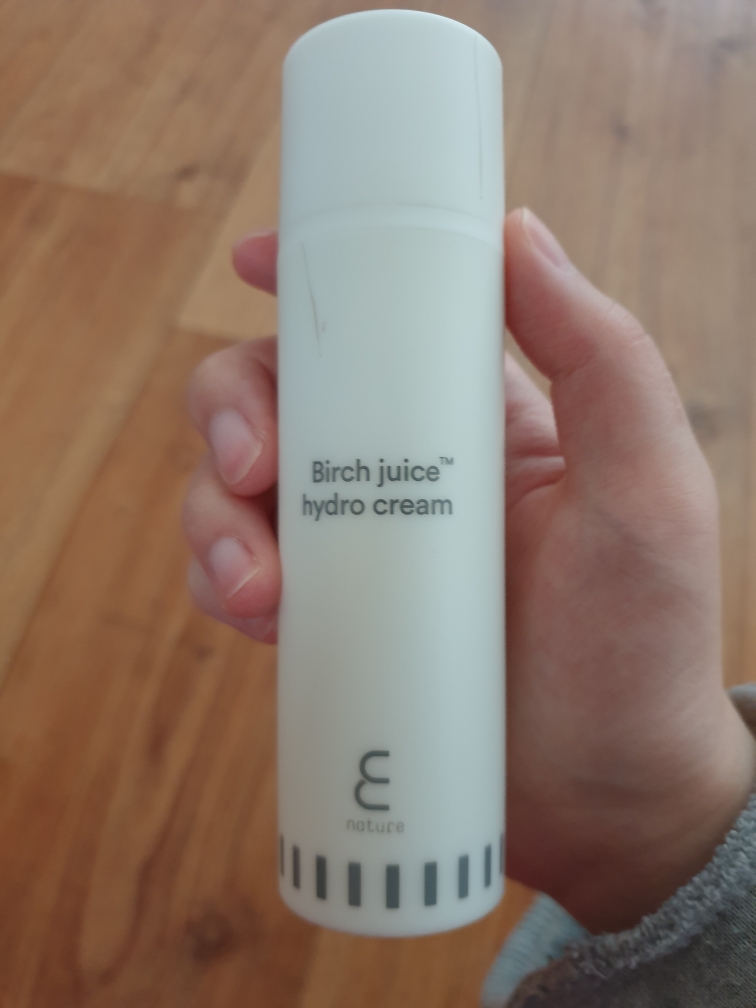 Birch juice™
hydro cream
E
nature